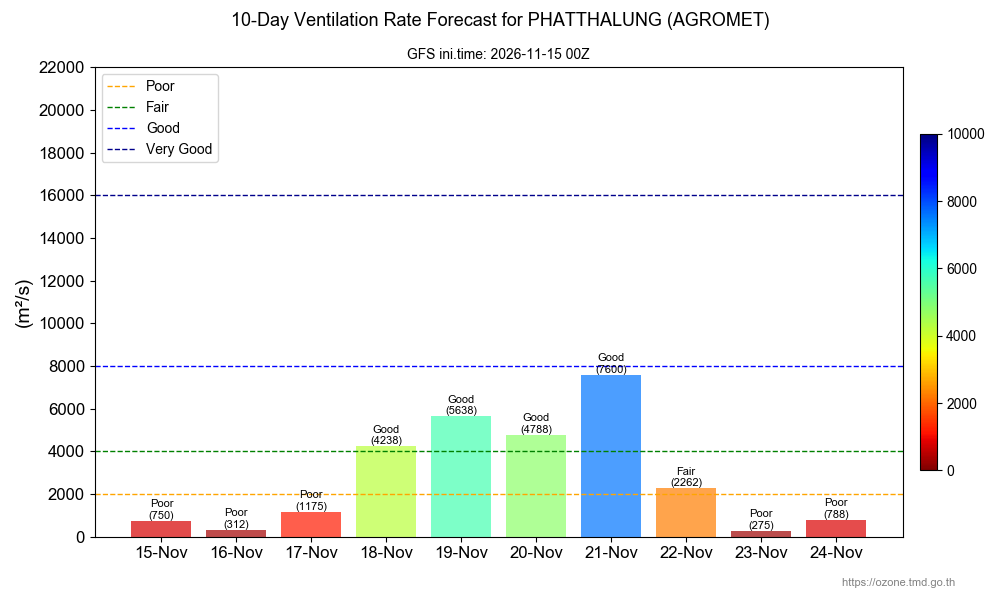 10-Day Ventilation Rate Forecast for PHATTHALUNG (AGROMET)
GFS ini.time: 2026-11-15 00Z
(m²/s)
22000
20000
18000
16000
14000
12000
10000
8000
6000
4000
2000
0
Poor
Fair
Good
Very Good
Poor
(750)
Poor
(312)
Poor
(1175)
Good
(4238)
Good
(5638)
Good
(4788)
Good
(7600)
Fair
(2262)
Poor
(275)
Poor
(788)
15-Nov
16-Nov
17-Nov
18-Nov
19-Nov
20-Nov
21-Nov
22-Nov
23-Nov
24-Nov
10000
8000
6000
4000
2000
0
https://ozone.tmd.go.th